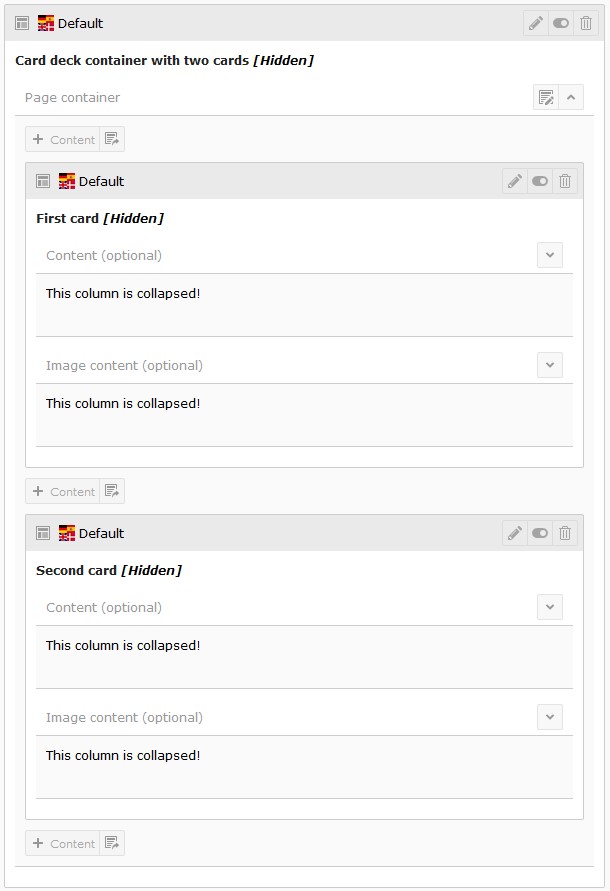 Default
Card deck container with two cards [Hidden]
Page container
+ Content
Default
First card [Hidden]
Content (optional)
This column is collapsed!
Image content (optional)
This column is collapsed!
+ Content
Default
Second card [Hidden]
Content (optional)
This column is collapsed!
Image content (optional)
This column is collapsed!
+ Content